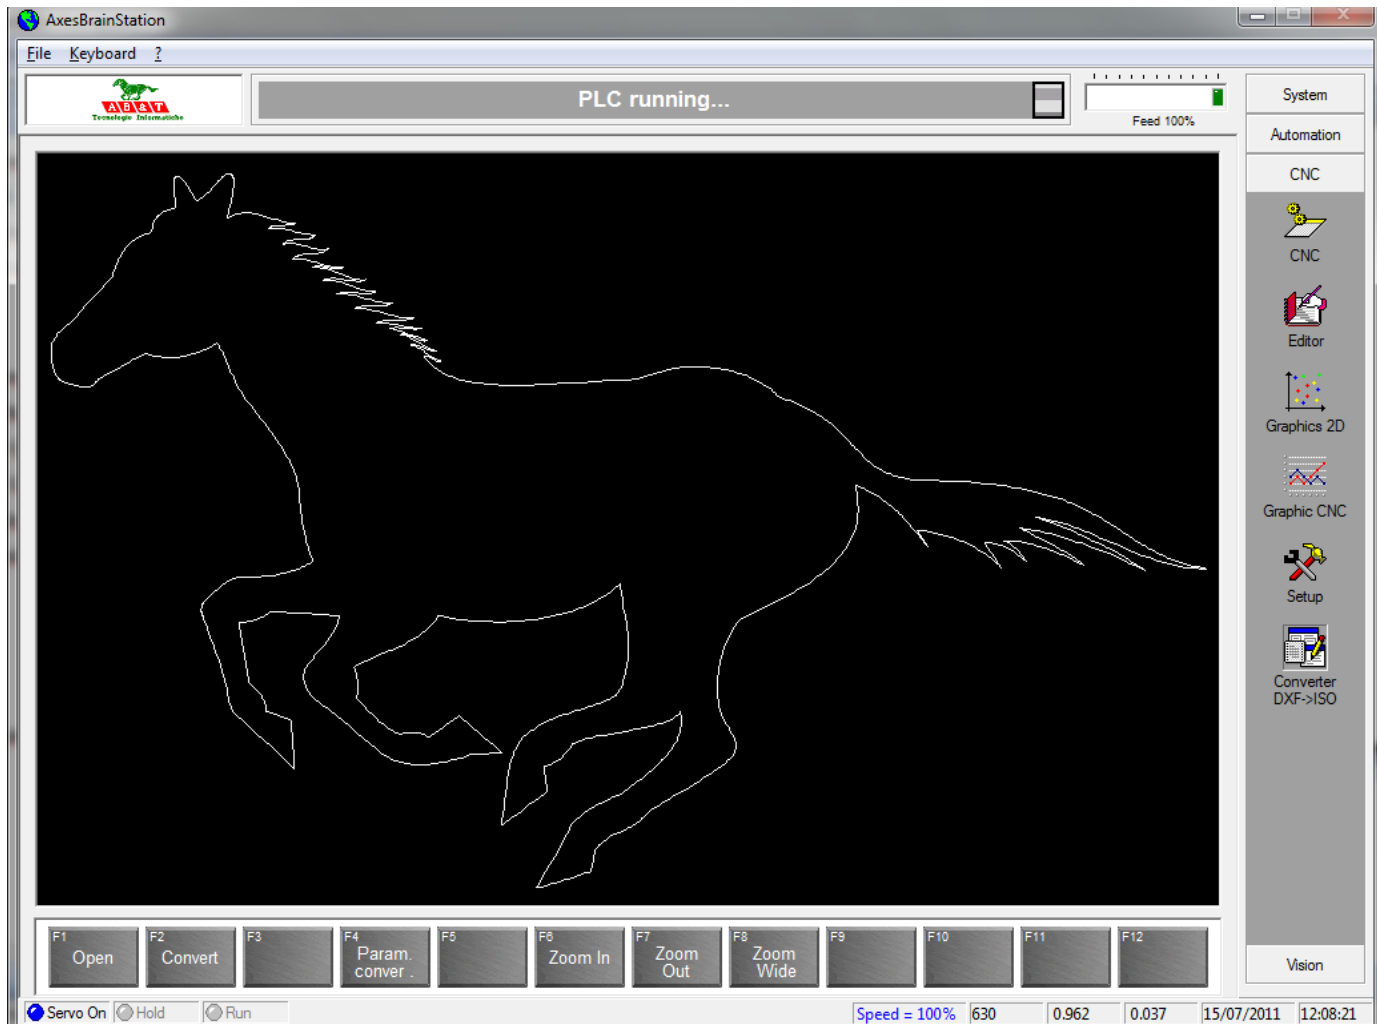 AxesBrainStation
File Keyboard ?
AB&T
Tecnologie Informatiche
PLC running...
Feed 100%
System
Automation
CNC
CNC
Editor
Graphics 2D
Graphic CNC
Setup
Converter
DXF->ISO
Vision
F1
Open
F2
Convert
F3
F4
Param.
conver .
F5
F6
Zoom In
F7
Zoom
Out
F8
Zoom
Wide
F9
F10
F11
F12
Servo On
Hold
Run
Speed = 100%
630
0.962
0.037
15/07/2011
12:08:21